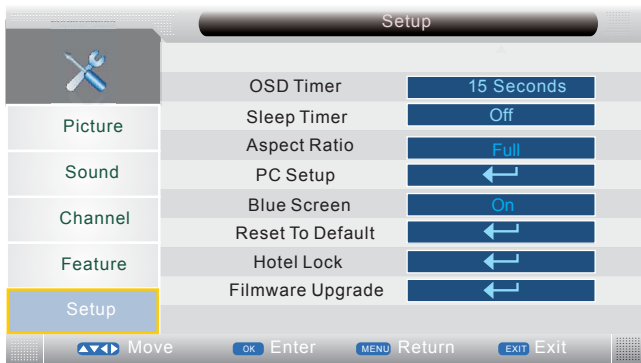 Setup
OSD Timer 15 Seconds
Sleep Timer Off
Aspect Ratio Full
PC Setup
Blue Screen On
Reset To Default
Hotel Lock
Filmware Upgrade
Picture
Sound
Channel
Feature
Setup
Move OK Enter MENU Return EXIT Exit